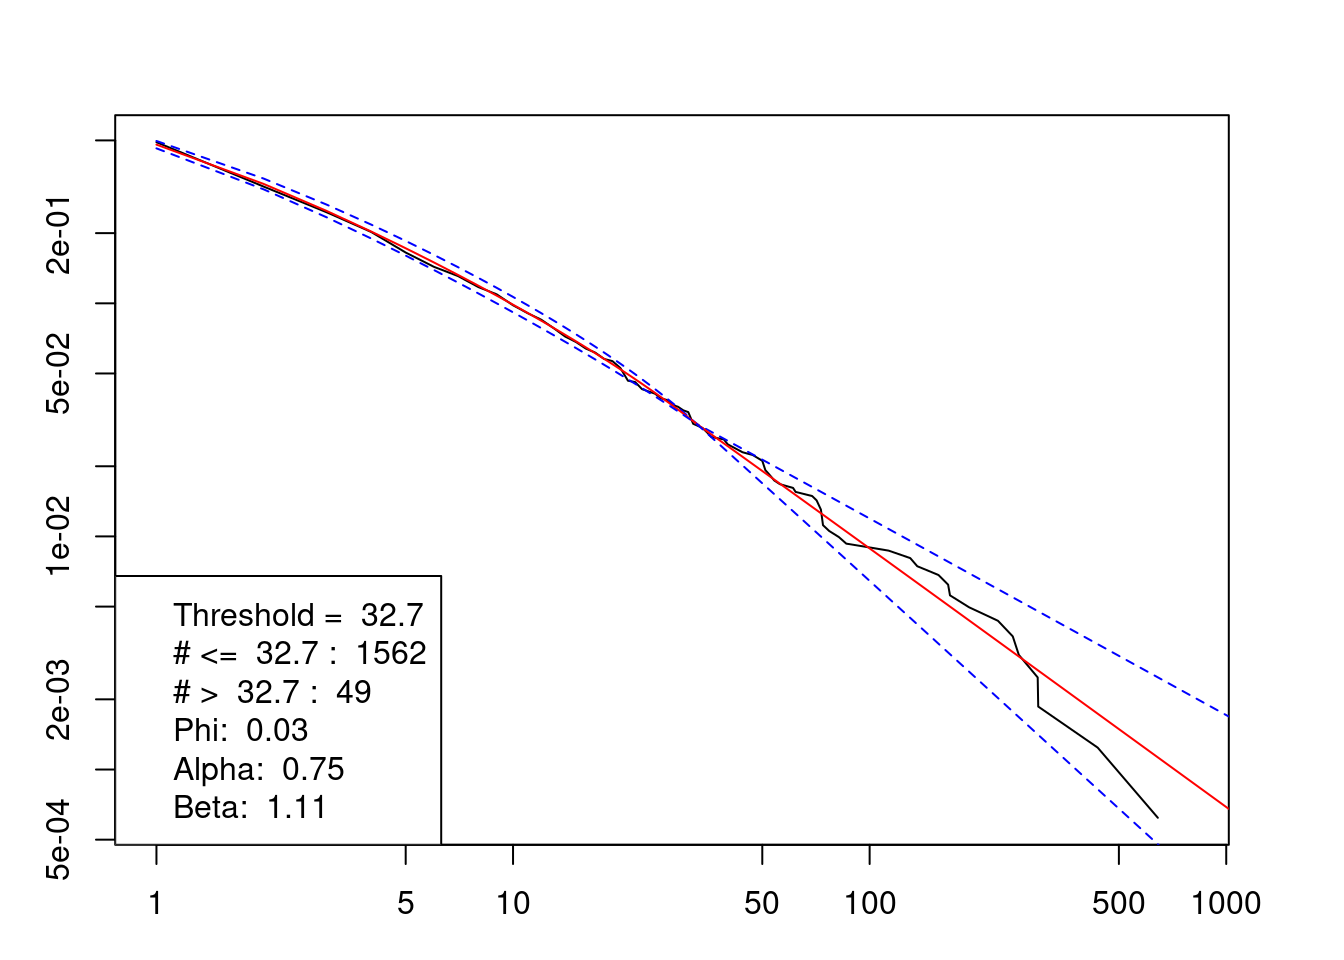 2e-01
5e-02
1e-02
2e-03
5e-04
Threshold =  32.7
# <=  32.7 :  1562
# >  32.7 :  49
Phi:  0.03
Alpha:  0.75
Beta:  1.11
1 5 10 50 100 500 1000